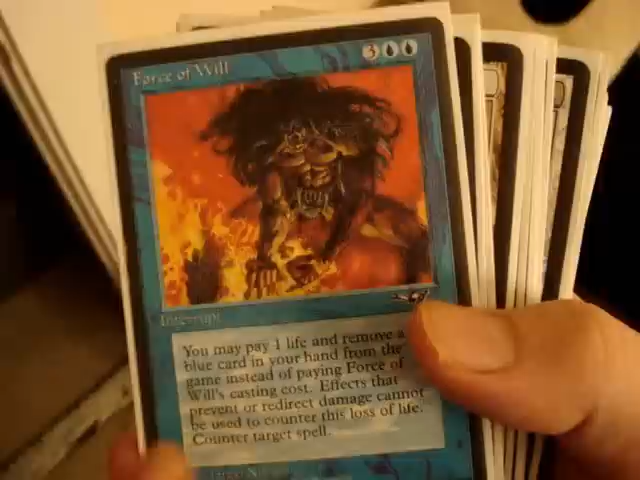 Force of Will 3
Interrupt
You may pay 1 life and remove a
blue card in your hand from the
game instead of paying Force of
Will's casting cost. Effects that
prevent or redirect damage cannot
be used to counter this loss of life.
Counter target spell.